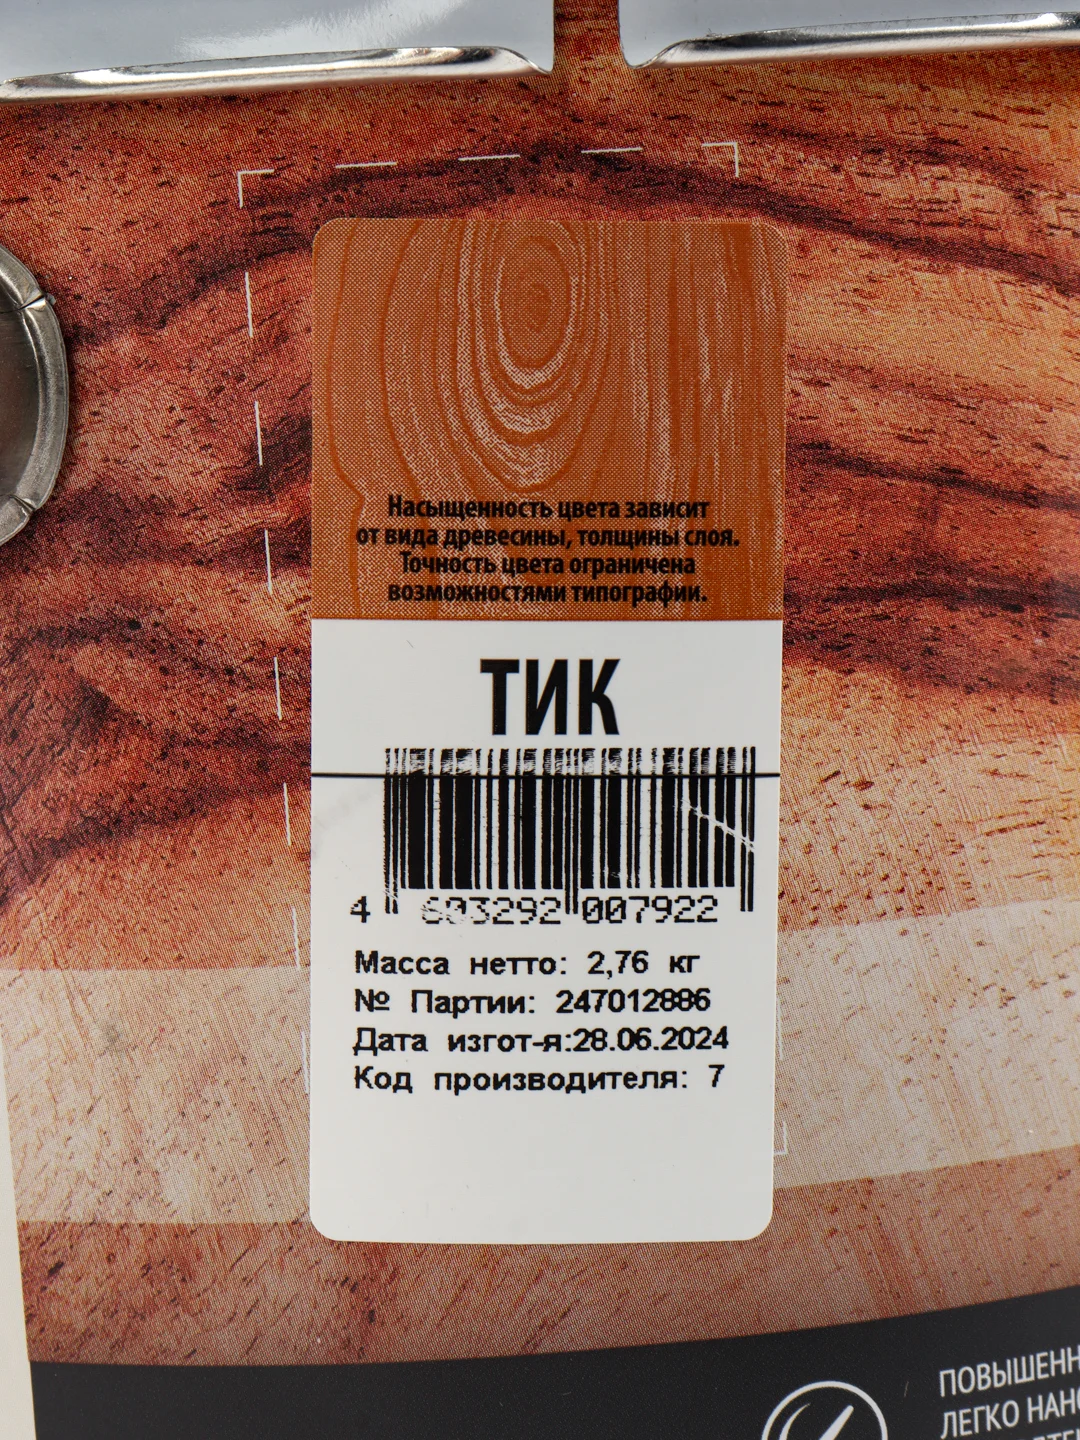 Насыщенность цвета зависит
от вида древесины, толщины слоя.
Точность цвета ограничена
возможностями типографии.
ТИК
4 603292 007922
Масса нетто: 2,76 кг
№ Партии: 247012886
Дата изгот-я:28.06.2024
Код производителя: 7
ПОВЫШЕНН
ЛЕГКО НАНО